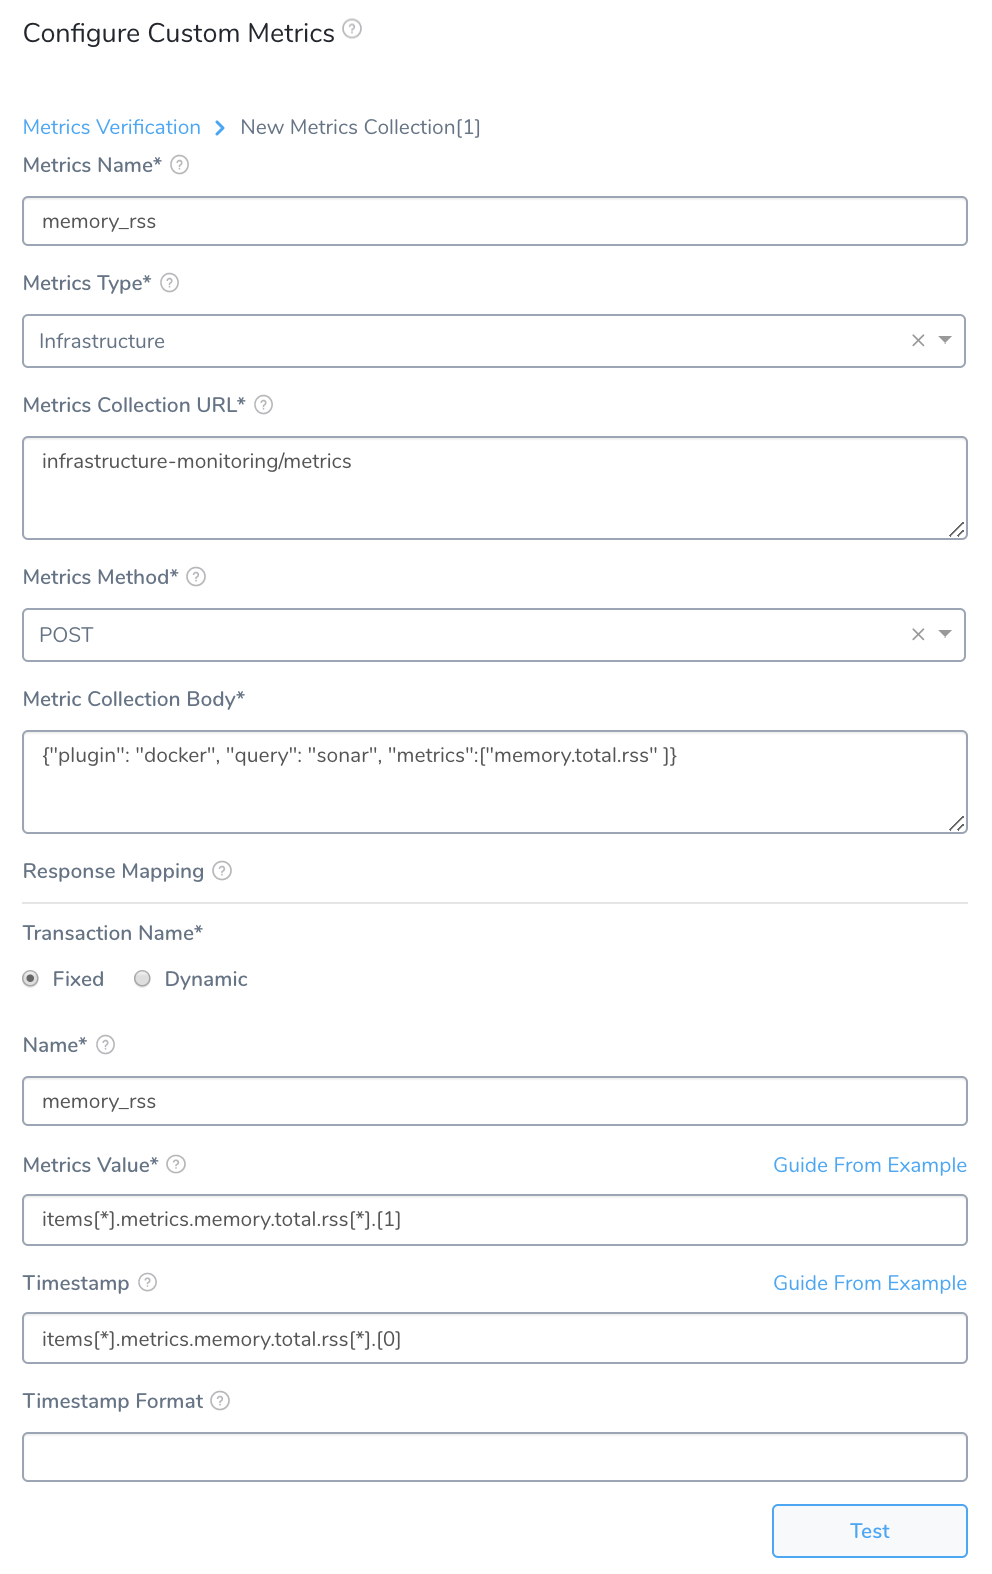 Configure Custom Metrics ?
Metrics Verification > New Metrics Collection[1]
Metrics Name* ?
memory_rss
Metrics Type* ?
Infrastructure
Metrics Collection URL* ?
infrastructure-monitoring/metrics
Metrics Method* ?
POST
Metric Collection Body*
{"plugin": "docker", "query": "sonar", "metrics":["memory.total.rss" ]}
Response Mapping ?
Transaction Name*
Fixed Dynamic
Name* ?
memory_rss
Metrics Value* ? Guide From Example
items[*].metrics.memory.total.rss[*].[1]
Timestamp ? Guide From Example
items[*].metrics.memory.total.rss[*].[0]
Timestamp Format ?
Test